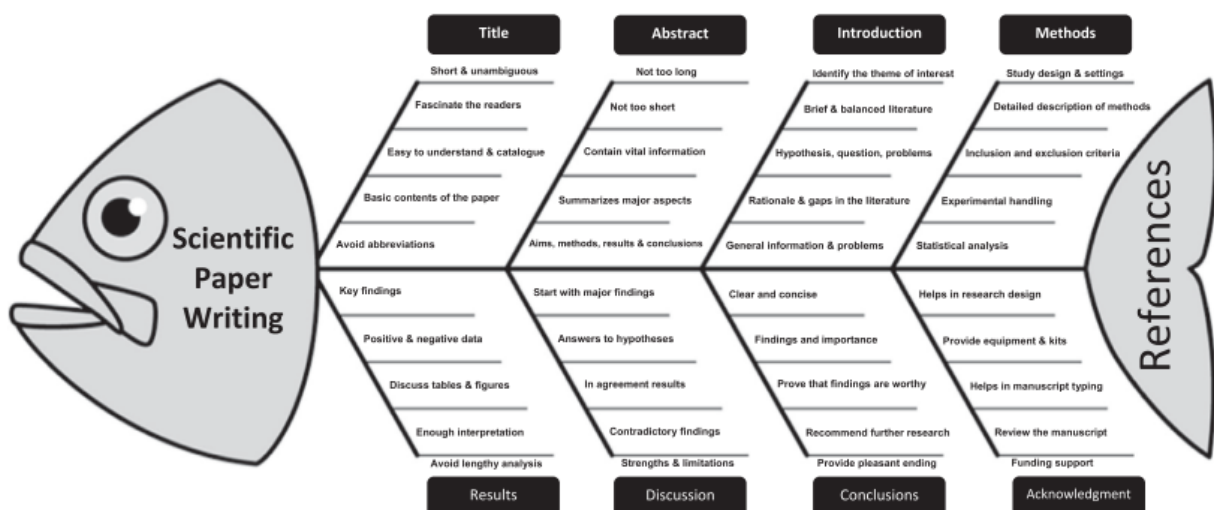 Title
Abstract
Introduction
Methods
Short & unambiguous
Fascinate the readers
Easy to understand & catalogue
Basic contents of the paper
Avoid abbreviations
Not too long
Not too short
Contain vital information
Summarizes major aspects
Aims, methods, results & conclusions
Identify the theme of interest
Brief & balanced literature
Hypothesis, question, problems
Rationale & gaps in the literature
General information & problems
Study design & settings
Detailed description of methods
Inclusion and exclusion criteria
Experimental handling
Statistical analysis
Scientific
Paper
Writing
References
Key findings
Positive & negative data
Discuss tables & figures
Enough interpretation
Avoid lengthy analysis
Start with major findings
Answers to hypotheses
In agreement results
Contradictory findings
Strengths & limitations
Clear and concise
Findings and importance
Prove that findings are worthy
Recommend further research
Provide pleasant ending
Helps in research design
Provide equipment & kits
Helps in manuscript typing
Review the manuscript
Funding support
Results
Discussion
Conclusions
Acknowledgment